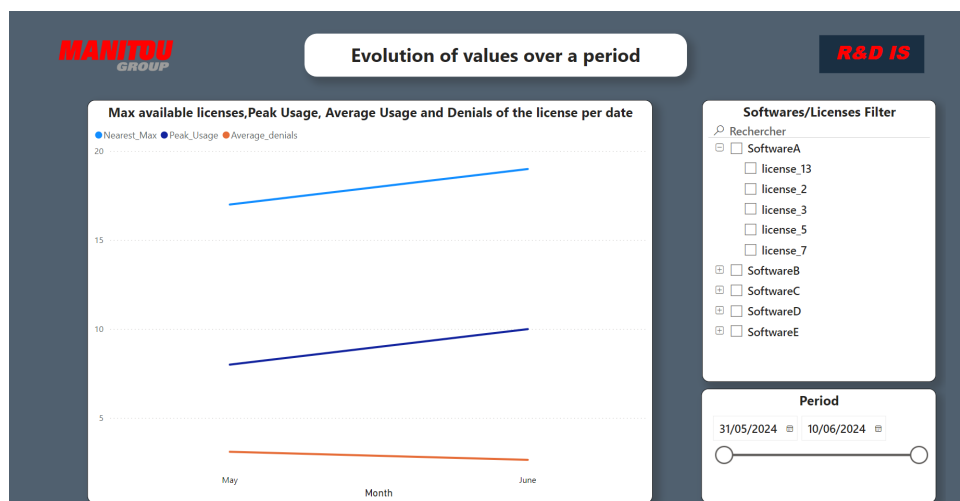 MANITOU
GROUP
Evolution of values over a period
R&D IS
Max available licenses,Peak Usage, Average Usage and Denials of the license per date
Nearest_Max Peak_Usage Average_denials
20
15
10
5
May June
Month
Softwares/Licenses Filter
Rechercher
SoftwareA
license_13
license_2
license_3
license_5
license_7
SoftwareB
SoftwareC
SoftwareD
SoftwareE
Period
31/05/2024 10/06/2024